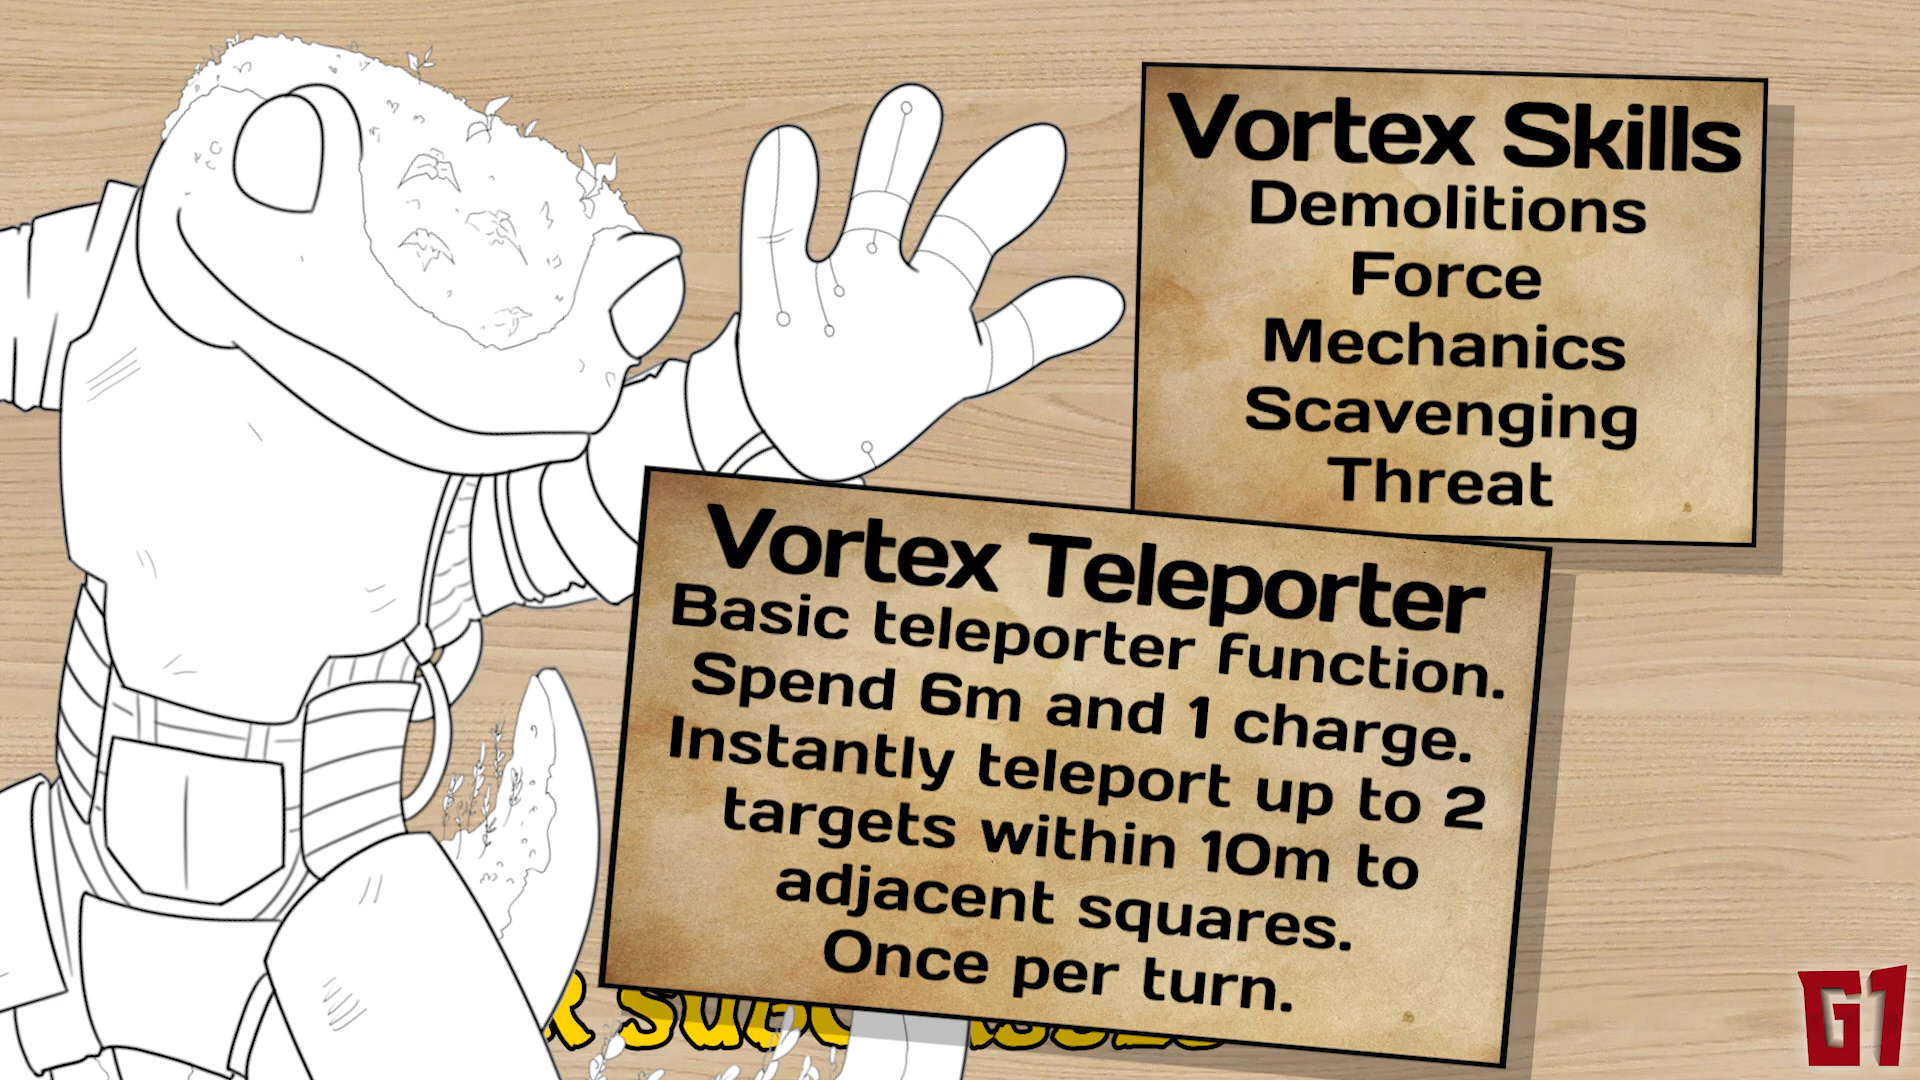 Vortex Skills
Demolitions
Force
Mechanics
Scavenging
Threat
Vortex Teleporter
Basic teleporter function.
Spend 6m and 1 charge.
Instantly teleport up to 2
targets within 10m to
adjacent squares.
Once per turn.
G1